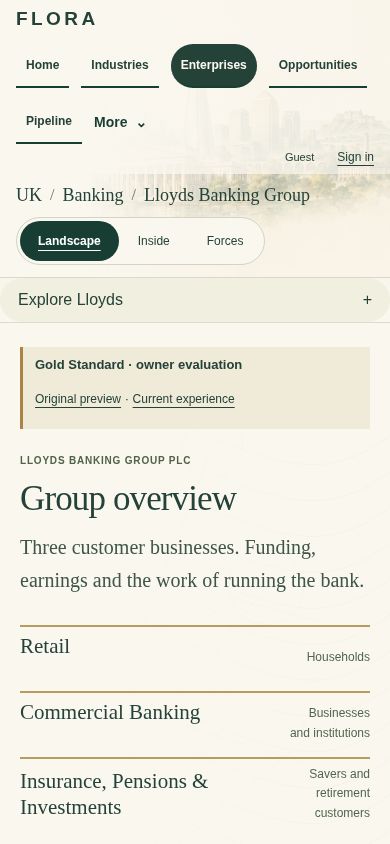 FLORA
Home
Industries
Enterprises
Opportunities
Pipeline
More
Guest
Sign in
UK / Banking / Lloyds Banking Group
Landscape
Inside
Forces
Explore Lloyds
+
Gold Standard · owner evaluation
Original preview · Current experience
LLOYDS BANKING GROUP PLC
Group overview
Three customer businesses. Funding,
earnings and the work of running the bank.
Retail
Households
Commercial Banking
Businesses
and institutions
Insurance, Pensions &
Investments
Savers and
retirement
customers